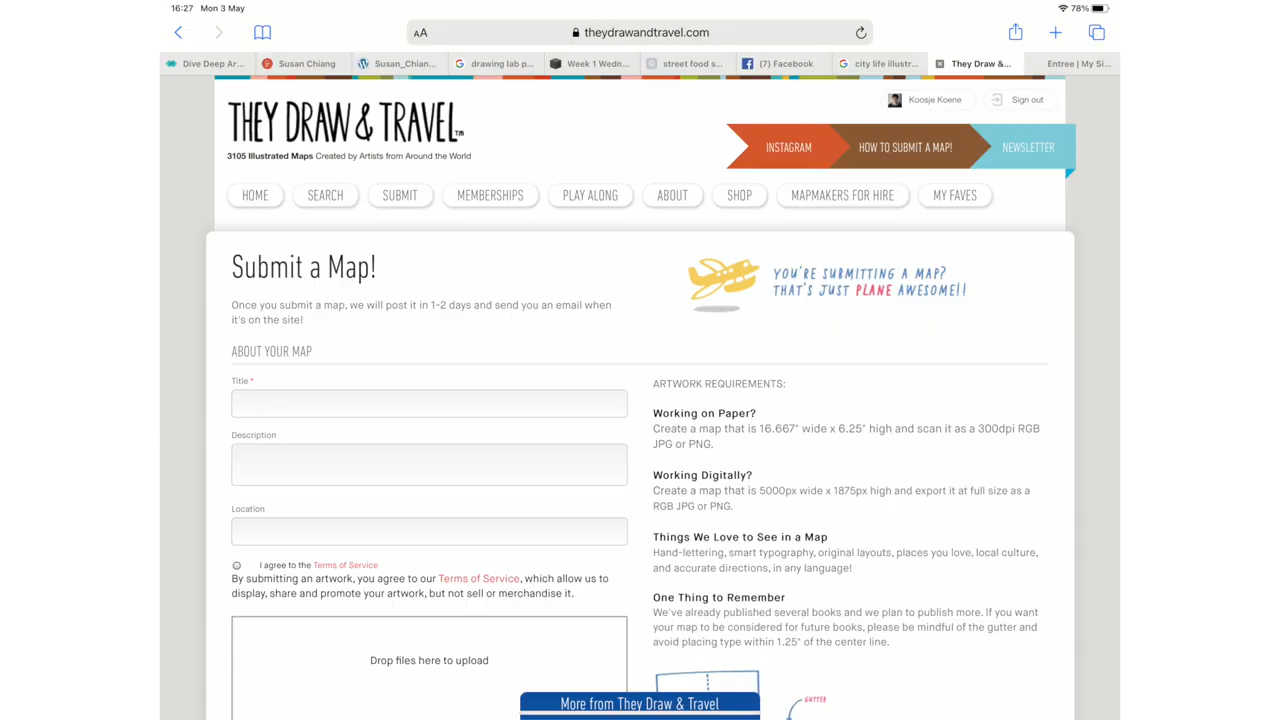 16:27 Mon 3 May
78%
AA theydrawandtravel.com
Dive Deep Ar... Susan Chiang Susan_Chian... drawing lab p... Week 1 Wedn... street food s... (7) Facebook city life illustr... They Draw &... Entree | My Si...
Koosje Koene Sign out
THEY DRAW & TRAVEL™
3105 Illustrated Maps Created by Artists from Around the World
INSTAGRAM HOW TO SUBMIT A MAP! NEWSLETTER
HOME SEARCH SUBMIT MEMBERSHIPS PLAY ALONG ABOUT SHOP MAPMAKERS FOR HIRE MY FAVES
Submit a Map!
Once you submit a map, we will post it in 1-2 days and send you an email when
it's on the site!
YOU'RE SUBMITTING A MAP?
THAT'S JUST PLANE AWESOME!!
ABOUT YOUR MAP
Title *
Description
Location
I agree to the Terms of Service
By submitting an artwork, you agree to our Terms of Service, which allow us to
display, share and promote your artwork, but not sell or merchandise it.
Drop files here to upload
ARTWORK REQUIREMENTS:
Working on Paper?
Create a map that is 16.667" wide x 6.25" high and scan it as a 300dpi RGB
JPG or PNG.
Working Digitally?
Create a map that is 5000px wide x 1875px high and export it at full size as a
RGB JPG or PNG.
Things We Love to See in a Map
Hand-lettering, smart typography, original layouts, places you love, local culture,
and accurate directions, in any language!
One Thing to Remember
We've already published several books and we plan to publish more. If you want
your map to be considered for future books, please be mindful of the gutter and
avoid placing type within 1.25" of the center line.
GUTTER
More from They Draw & Travel